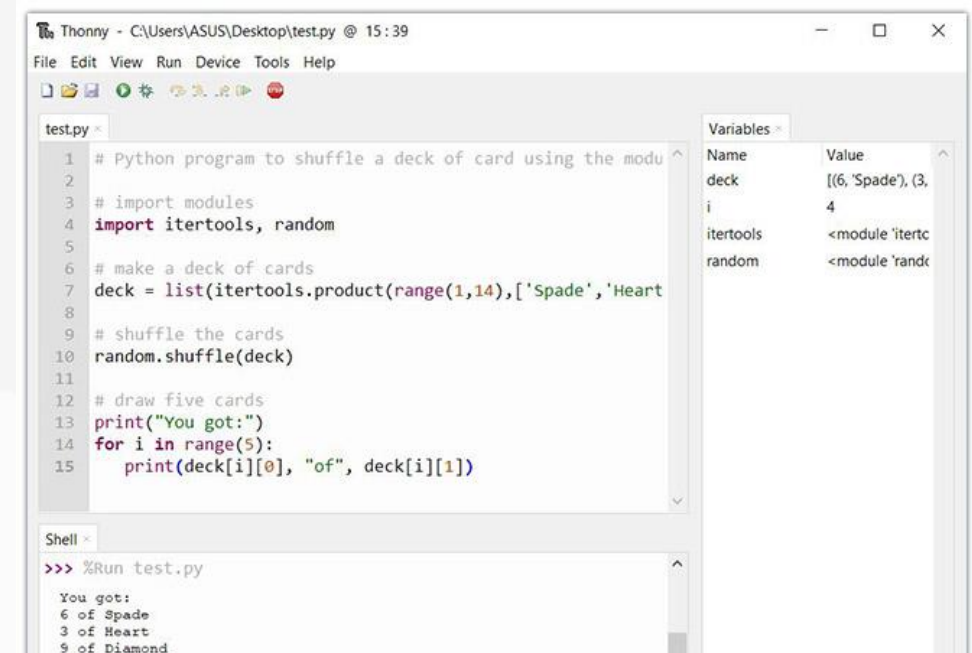 Thonny - C:\Users\ASUS\Desktop\test.py @ 15:39
File Edit View Run Device Tools Help
test.py
1 # Python program to shuffle a deck of card using the modu
2
3 # import modules
4 import itertools, random
5
6 # make a deck of cards
7 deck = list(itertools.product(range(1,14),['Spade','Heart
8
9 # shuffle the cards
10 random.shuffle(deck)
11
12 # draw five cards
13 print("You got:")
14 for i in range(5):
15    print(deck[i][0], "of", deck[i][1])
Variables
Name Value
deck [(6, 'Spade'), (3,
i 4
itertools <module 'itertc
random <module 'randc
Shell
>>> %Run test.py
You got:
6 of Spade
3 of Heart
9 of Diamond